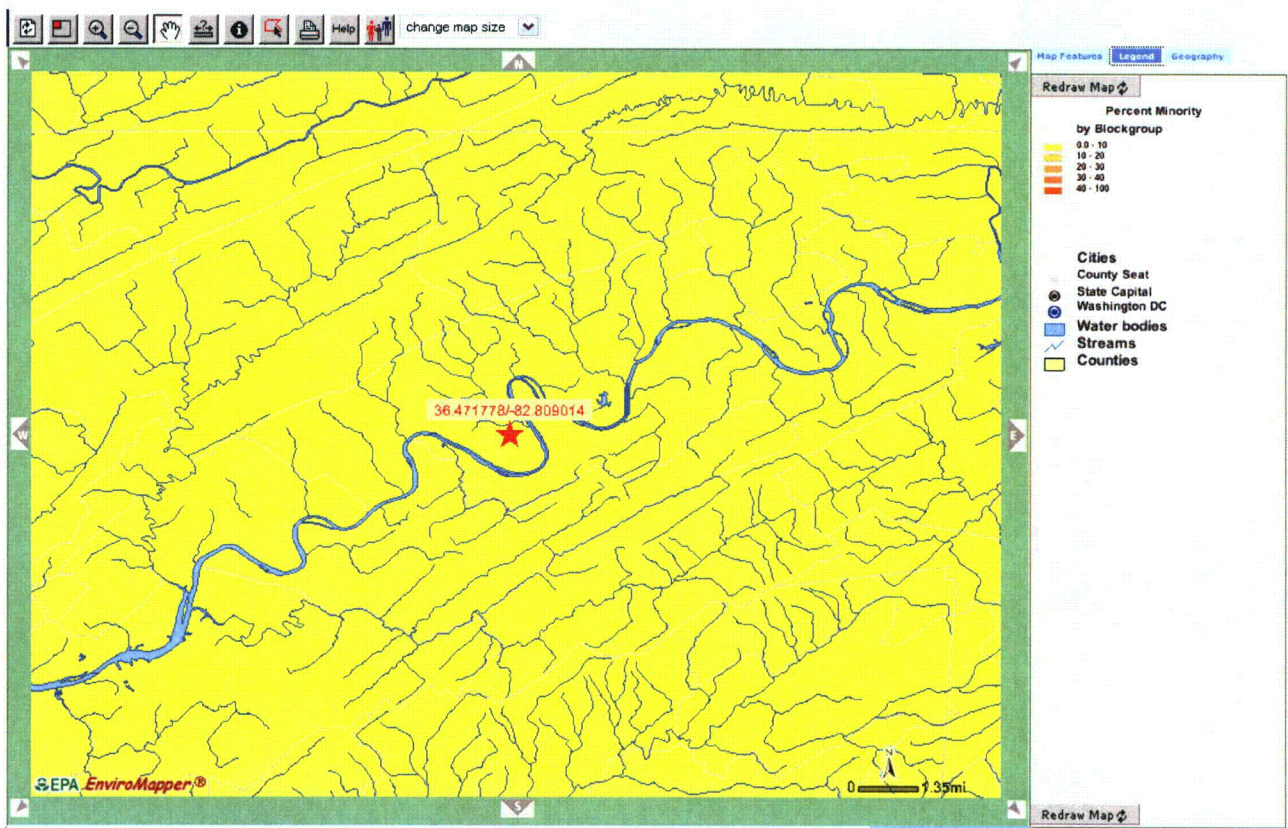 Help change map size
N
Map Features Legend Geography
Redraw Map
Percent Minority
by Blockgroup
0.0 - 10
10 - 20
20 - 30
30 - 40
40 - 100
Cities
County Seat
State Capital
Washington DC
Water bodies
Streams
Counties
36.471778/-82.809014
W
E
N
EPA EnviroMapper®
0 1.35mi
S
Redraw Map